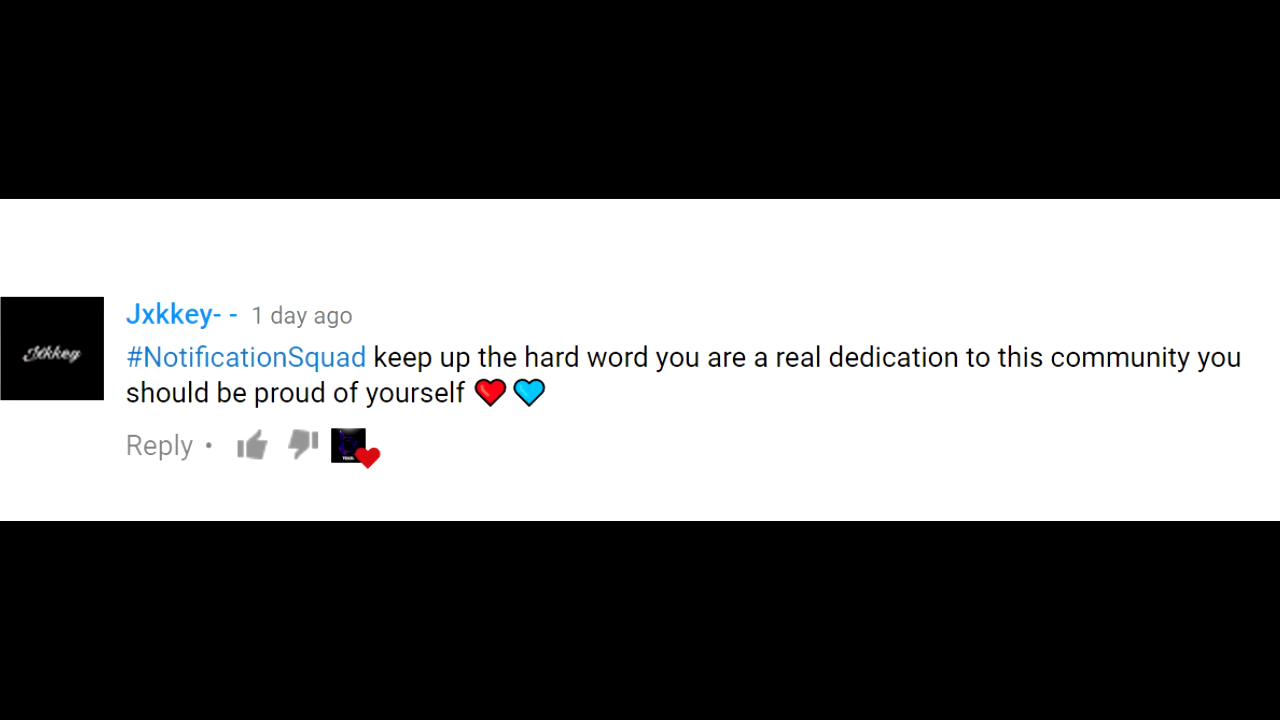 Jxkkey- - 1 day ago
Jxkkey
#NotificationSquad keep up the hard word you are a real dedication to this community you
should be proud of yourself ❤️💙
Reply •